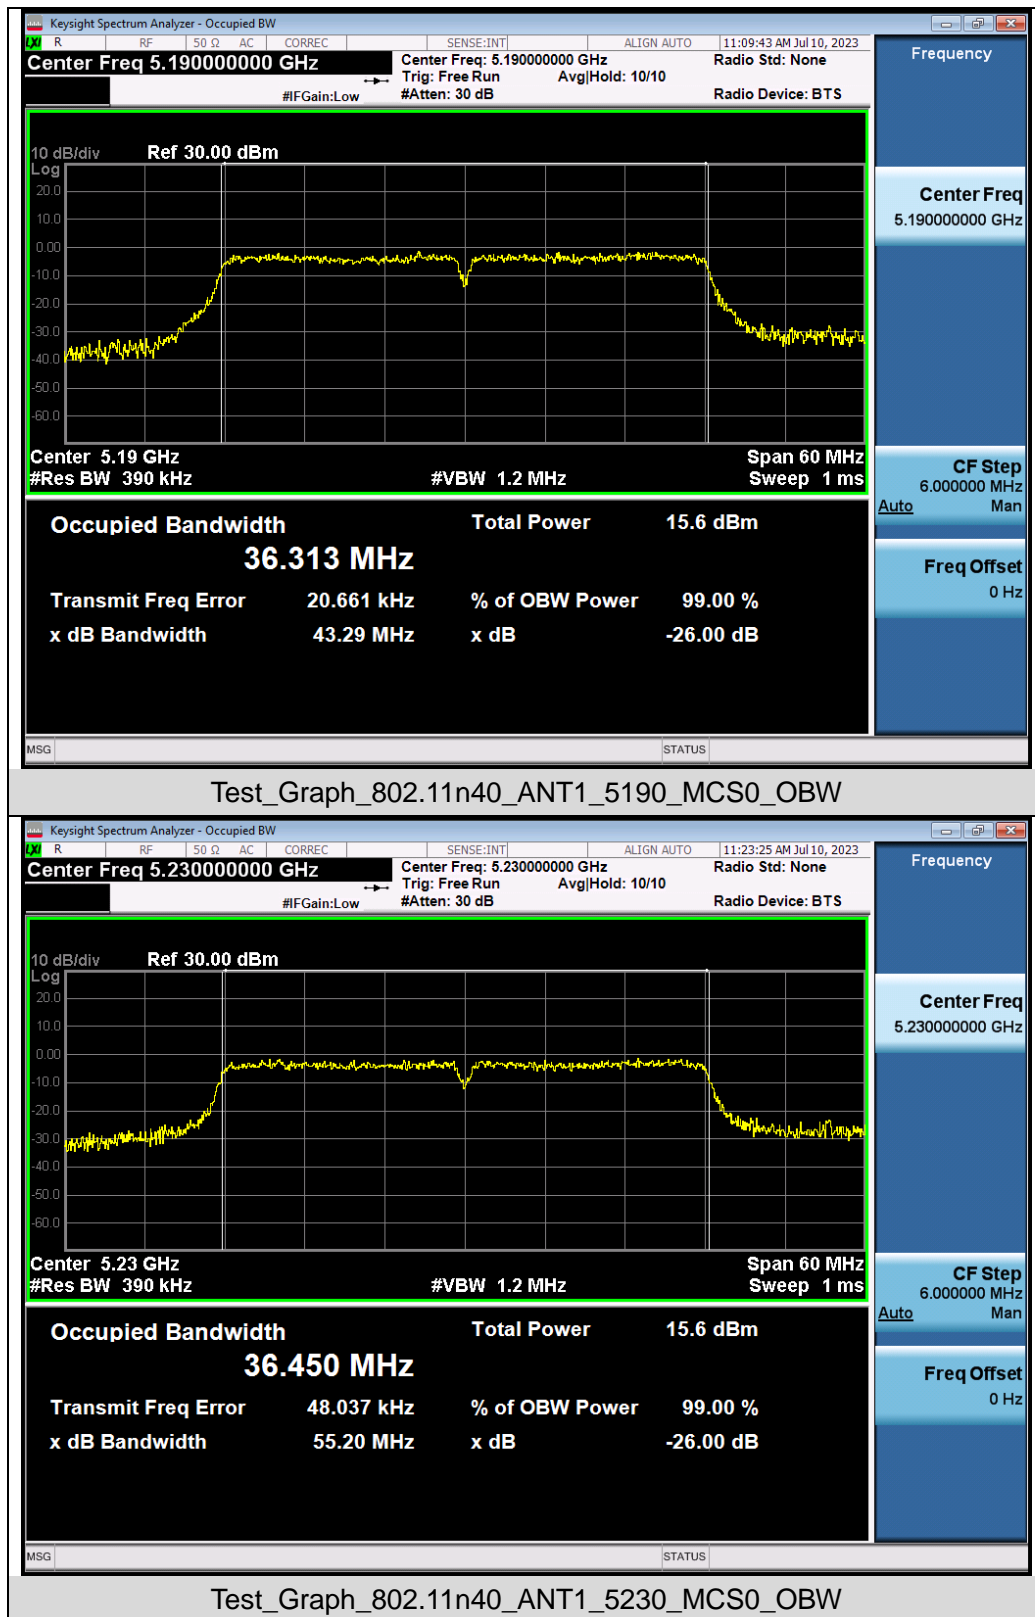 Keysight Spectrum Analyzer - Occupied BW
LXI R RF 50 Ω AC CORREC SENSE:INT ALIGN AUTO 11:09:43 AM Jul 10, 2023
Center Freq 5.190000000 GHz
Center Freq: 5.190000000 GHz Radio Std: None
Trig: Free Run Avg|Hold: 10/10
#IFGain:Low #Atten: 30 dB Radio Device: BTS
Frequency
10 dB/div Ref 30.00 dBm
Log
20.0
10.0
0.00
-10.0
-20.0
-30.0
-40.0
-50.0
-60.0
Center Freq
5.190000000 GHz
Center 5.19 GHz Span 60 MHz
#Res BW 390 kHz #VBW 1.2 MHz Sweep 1 ms
CF Step
6.000000 MHz
Auto Man
Occupied Bandwidth Total Power 15.6 dBm
36.313 MHz
Freq Offset
0 Hz
Transmit Freq Error 20.661 kHz % of OBW Power 99.00 %
x dB Bandwidth 43.29 MHz x dB -26.00 dB
MSG STATUS
Test_Graph_802.11n40_ANT1_5190_MCS0_OBW
Keysight Spectrum Analyzer - Occupied BW
LXI R RF 50 Ω AC CORREC SENSE:INT ALIGN AUTO 11:23:25 AM Jul 10, 2023
Center Freq 5.230000000 GHz
Center Freq: 5.230000000 GHz Radio Std: None
Trig: Free Run Avg|Hold: 10/10
#IFGain:Low #Atten: 30 dB Radio Device: BTS
Frequency
10 dB/div Ref 30.00 dBm
Log
20.0
10.0
0.00
-10.0
-20.0
-30.0
-40.0
-50.0
-60.0
Center Freq
5.230000000 GHz
Center 5.23 GHz Span 60 MHz
#Res BW 390 kHz #VBW 1.2 MHz Sweep 1 ms
CF Step
6.000000 MHz
Auto Man
Occupied Bandwidth Total Power 15.6 dBm
36.450 MHz
Freq Offset
0 Hz
Transmit Freq Error 48.037 kHz % of OBW Power 99.00 %
x dB Bandwidth 55.20 MHz x dB -26.00 dB
MSG STATUS
Test_Graph_802.11n40_ANT1_5230_MCS0_OBW